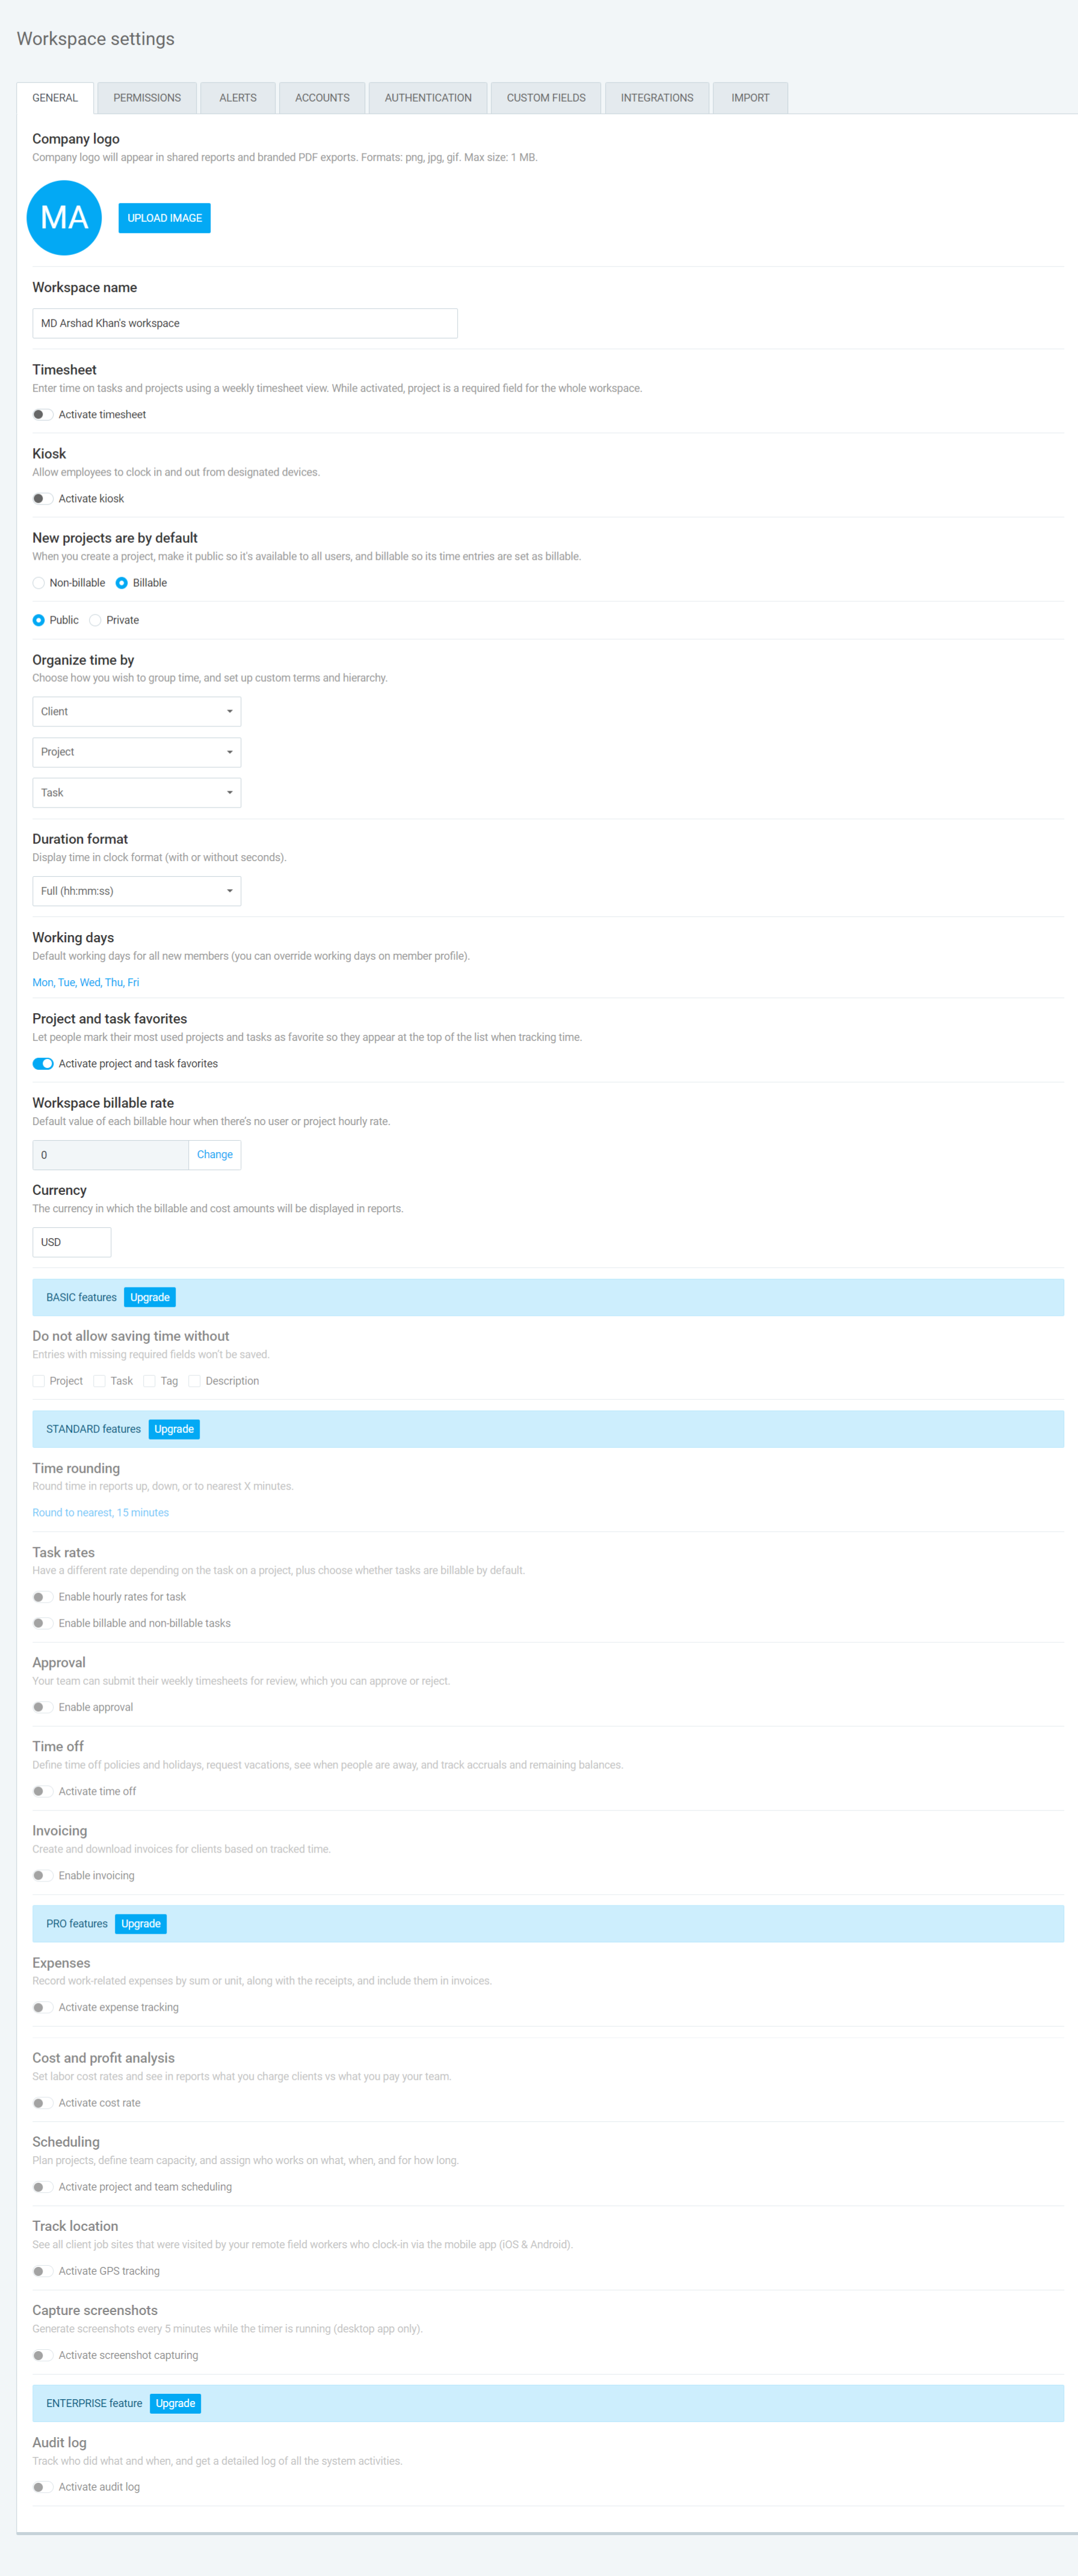 Workspace settings
GENERAL PERMISSIONS ALERTS ACCOUNTS AUTHENTICATION CUSTOM FIELDS INTEGRATIONS IMPORT
Company logo
Company logo will appear in shared reports and branded PDF exports. Formats: png, jpg, gif. Max size: 1 MB.
MA UPLOAD IMAGE
Workspace name
MD Arshad Khan's workspace
Timesheet
Enter time on tasks and projects using a weekly timesheet view. While activated, project is a required field for the whole workspace.
Activate timesheet
Kiosk
Allow employees to clock in and out from designated devices.
Activate kiosk
New projects are by default
When you create a project, make it public so it's available to all users, and billable so its time entries are set as billable.
Non-billable Billable
Public Private
Organize time by
Choose how you wish to group time, and set up custom terms and hierarchy.
Client
Project
Task
Duration format
Display time in clock format (with or without seconds).
Full (hh:mm:ss)
Working days
Default working days for all new members (you can override working days on member profile).
Mon, Tue, Wed, Thu, Fri
Project and task favorites
Let people mark their most used projects and tasks as favorite so they appear at the top of the list when tracking time.
Activate project and task favorites
Workspace billable rate
Default value of each billable hour when there's no user or project hourly rate.
0 Change
Currency
The currency in which the billable and cost amounts will be displayed in reports.
USD
BASIC features Upgrade
Do not allow saving time without
Entries with missing required fields won't be saved.
Project Task Tag Description
STANDARD features Upgrade
Time rounding
Round time in reports up, down, or to nearest X minutes.
Round to nearest, 15 minutes
Task rates
Have a different rate depending on the task on a project, plus choose whether tasks are billable by default.
Enable hourly rates for task
Enable billable and non-billable tasks
Approval
Your team can submit their weekly timesheets for review, which you can approve or reject.
Enable approval
Time off
Define time off policies and holidays, request vacations, see when people are away, and track accruals and remaining balances.
Activate time off
Invoicing
Create and download invoices for clients based on tracked time.
Enable invoicing
PRO features Upgrade
Expenses
Record work-related expenses by sum or unit, along with the receipts, and include them in invoices.
Activate expense tracking
Cost and profit analysis
Set labor cost rates and see in reports what you charge clients vs what you pay your team.
Activate cost rate
Scheduling
Plan projects, define team capacity, and assign who works on what, when, and for how long.
Activate project and team scheduling
Track location
See all client job sites that were visited by your remote field workers who clock-in via the mobile app (iOS & Android).
Activate GPS tracking
Capture screenshots
Generate screenshots every 5 minutes while the timer is running (desktop app only).
Activate screenshot capturing
ENTERPRISE feature Upgrade
Audit log
Track who did what and when, and get a detailed log of all the system activities.
Activate audit log